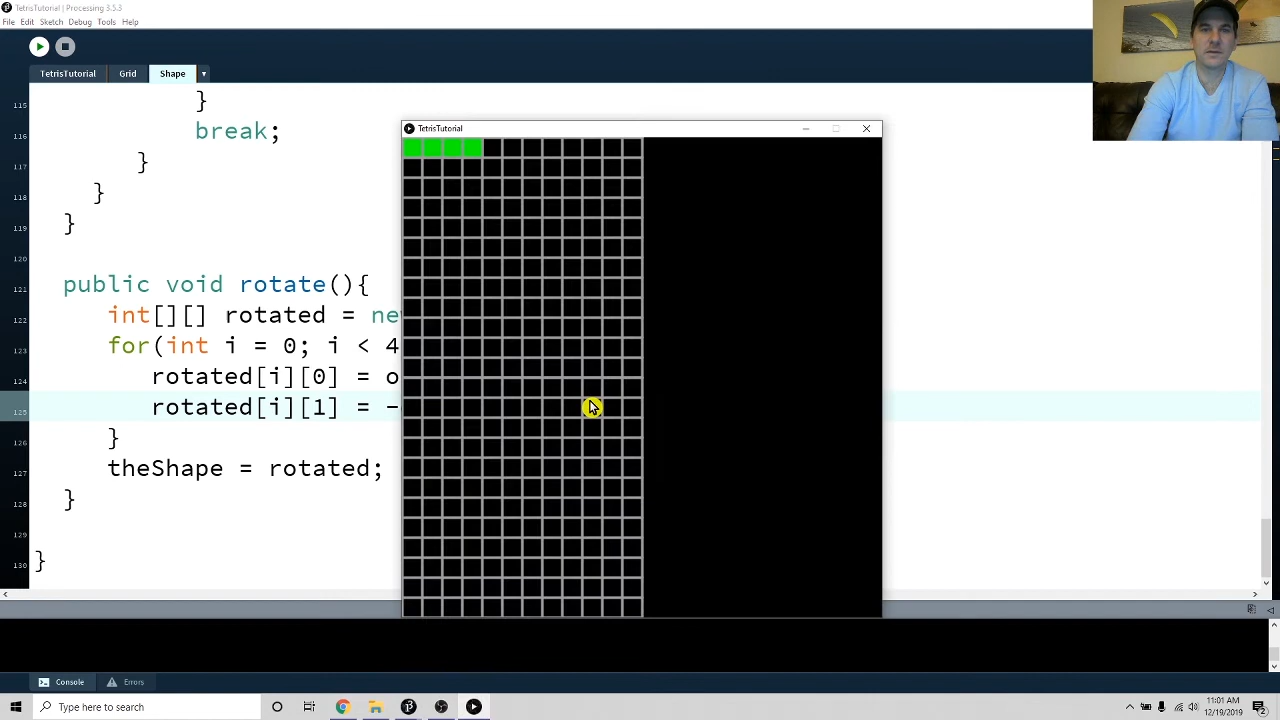 TetrisTutorial | Processing 3.5.3
File Edit Sketch Debug Tools Help
TetrisTutorial Grid Shape
115 }
116 break;
117 }
118 }
119 }
120
121 public void rotate(){
122 int[][] rotated = new
123 for(int i = 0; i < 4
124 rotated[i][0] = o
125 rotated[i][1] = -
126 }
127 theShape = rotated;
128 }
129
130 }
TetrisTutorial
Console Errors
Type here to search
11:01 AM
12/19/2019
2